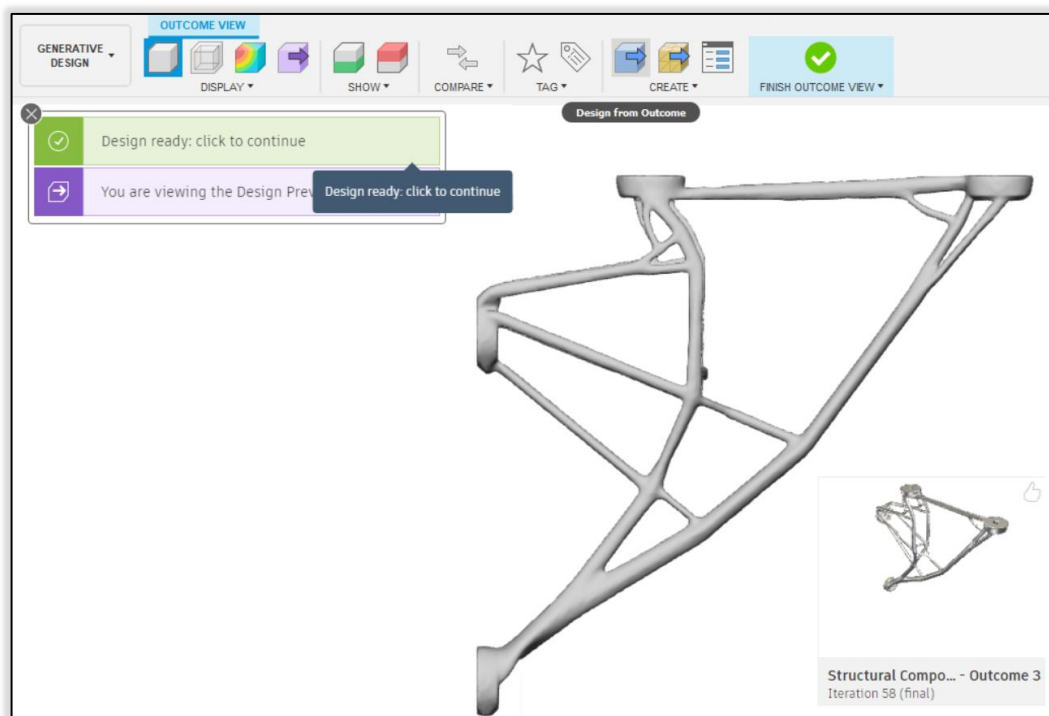 OUTCOME VIEW
GENERATIVE
DESIGN
DISPLAY
SHOW
COMPARE
TAG
CREATE
FINISH OUTCOME VIEW
Design from Outcome
Design ready: click to continue
You are viewing the Design
Design ready: click to continue
Structural Compo... - Outcome 3
Iteration 58 (final)